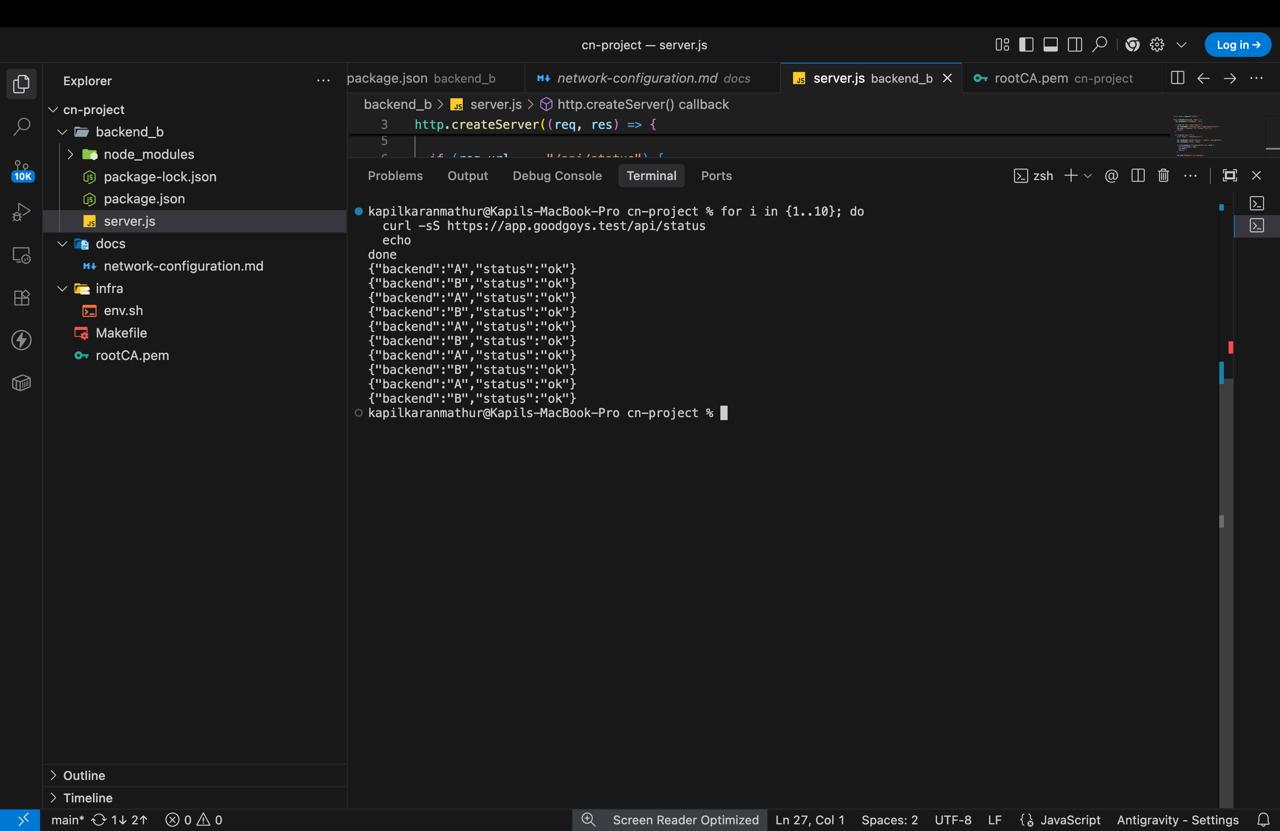 cn-project — server.js
Log in →
Explorer
package.json backend_b
network-configuration.md docs
server.js backend_b
rootCA.pem cn-project
backend_b > server.js > http.createServer() callback
3 http.createServer((req, res) => {
5
cn-project
backend_b
node_modules
package-lock.json
package.json
server.js
docs
network-configuration.md
infra
env.sh
Makefile
rootCA.pem
10K
Problems
Output
Debug Console
Terminal
Ports
zsh
kapilkaranmathur@Kapils-MacBook-Pro cn-project % for i in {1..10}; do
curl -sS https://app.goodgoys.test/api/status
echo
done
{"backend":"A","status":"ok"}
{"backend":"B","status":"ok"}
{"backend":"A","status":"ok"}
{"backend":"B","status":"ok"}
{"backend":"A","status":"ok"}
{"backend":"B","status":"ok"}
{"backend":"A","status":"ok"}
{"backend":"B","status":"ok"}
{"backend":"A","status":"ok"}
{"backend":"B","status":"ok"}
kapilkaranmathur@Kapils-MacBook-Pro cn-project %
Outline
Timeline
main* 1↓ 2↑ 0 0
Screen Reader Optimized
Ln 27, Col 1
Spaces: 2
UTF-8
LF
JavaScript
Antigravity - Settings